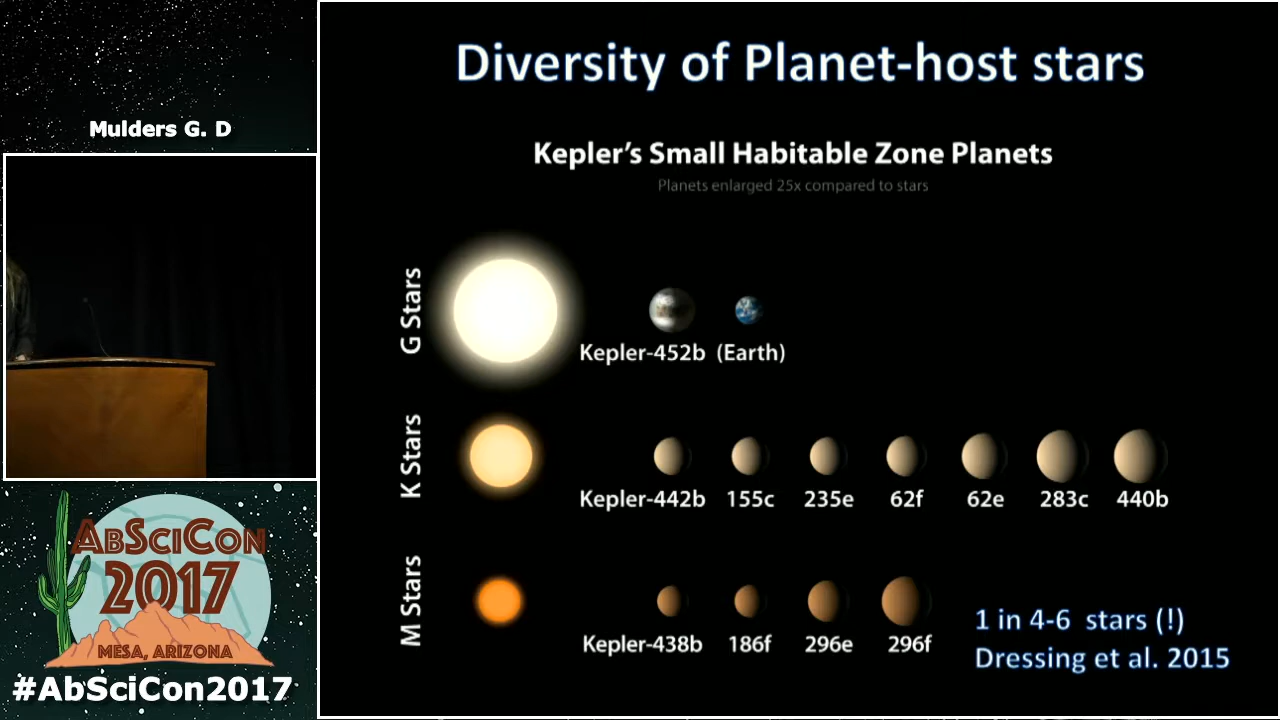 Mulders G. D
ABSCICON
2017
MESA, ARIZONA
#AbSciCon2017
Diversity of Planet-host stars
Kepler's Small Habitable Zone Planets
Planets enlarged 25x compared to stars
G Stars
Kepler-452b (Earth)
K Stars
Kepler-442b 155c 235e 62f 62e 283c 440b
M Stars
Kepler-438b 186f 296e 296f
1 in 4-6 stars (!)
Dressing et al. 2015